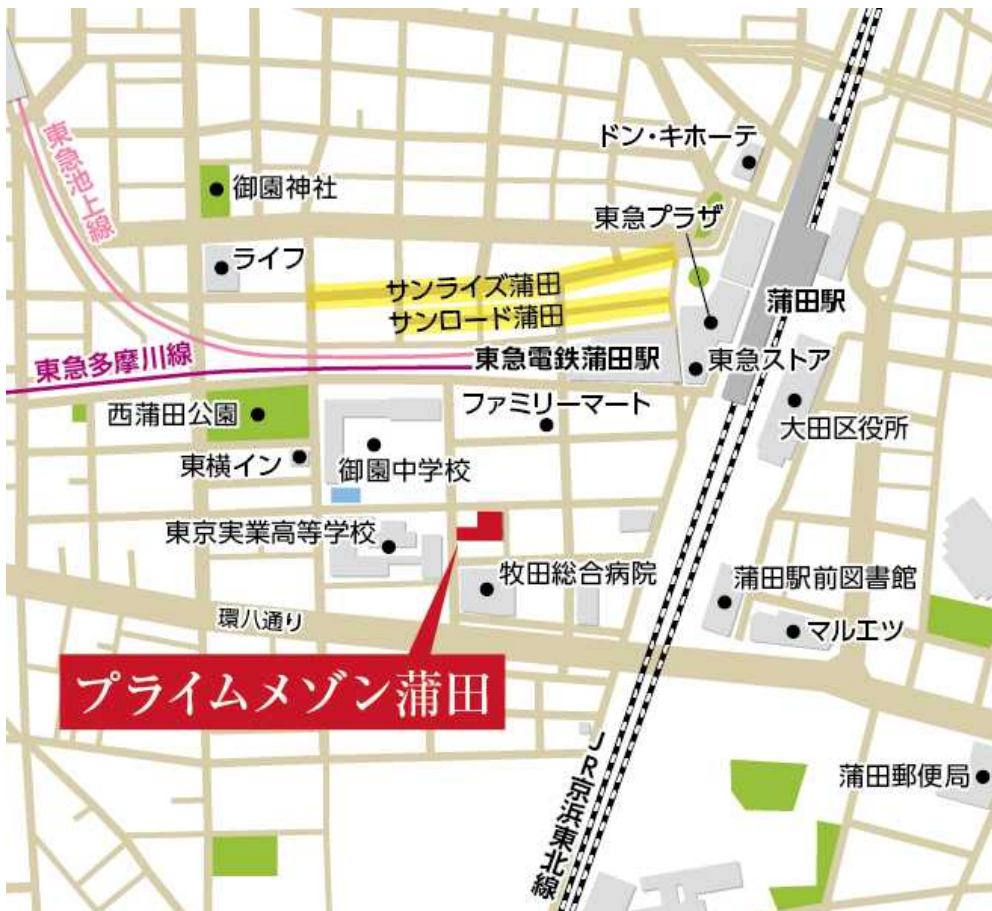 ドン・キホーテ
東急池上線
御園神社
東急プラザ
ライフ
サンライズ蒲田
蒲田駅
サンロード蒲田
東急多摩川線
東急電鉄蒲田駅
東急ストア
西蒲田公園
ファミリーマート
大田区役所
東横イン
御園中学校
東京実業高等学校
牧田総合病院
蒲田駅前図書館
環八通り
マルエツ
プライムメゾン蒲田
JR京浜東北線
蒲田郵便局